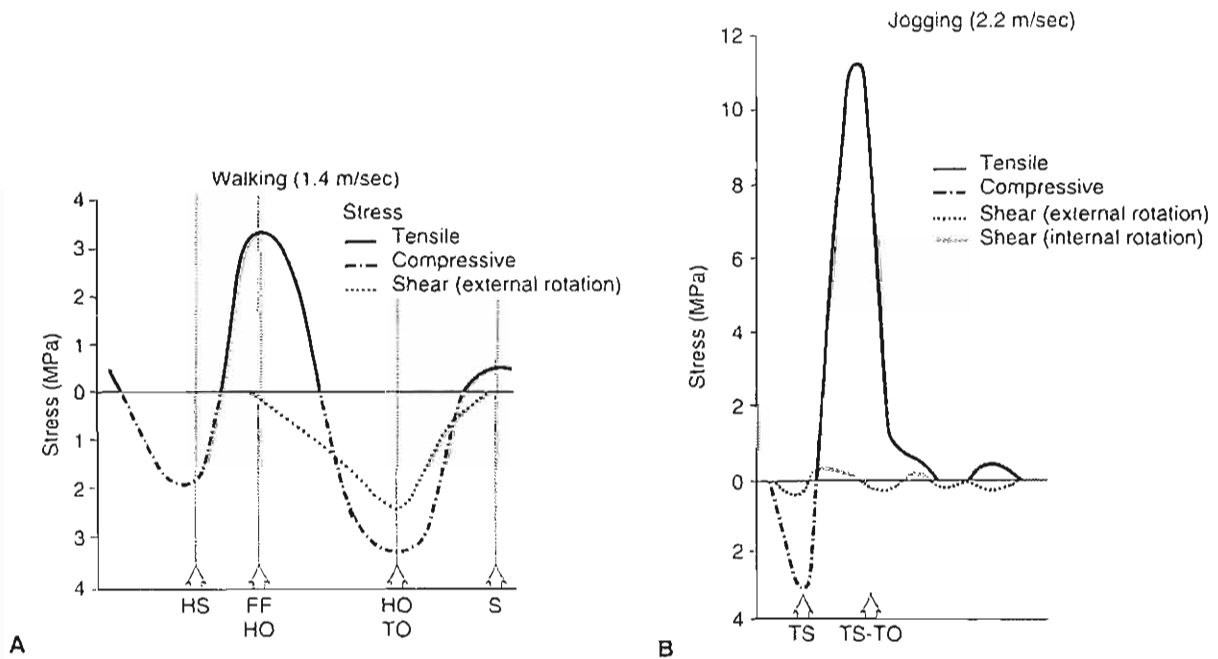 Walking (1.4 m/sec)
Stress (MPa)
4
3
2
1
0
1
2
3
4
Stress
Tensile
Compressive
Shear (external rotation)
HS
FF
HO
HO
TO
S
A
Jogging (2.2 m/sec)
Stress (MPa)
12
10
8
6
4
2
0
2
4
Tensile
Compressive
Shear (external rotation)
Shear (internal rotation)
TS
TS-TO
B